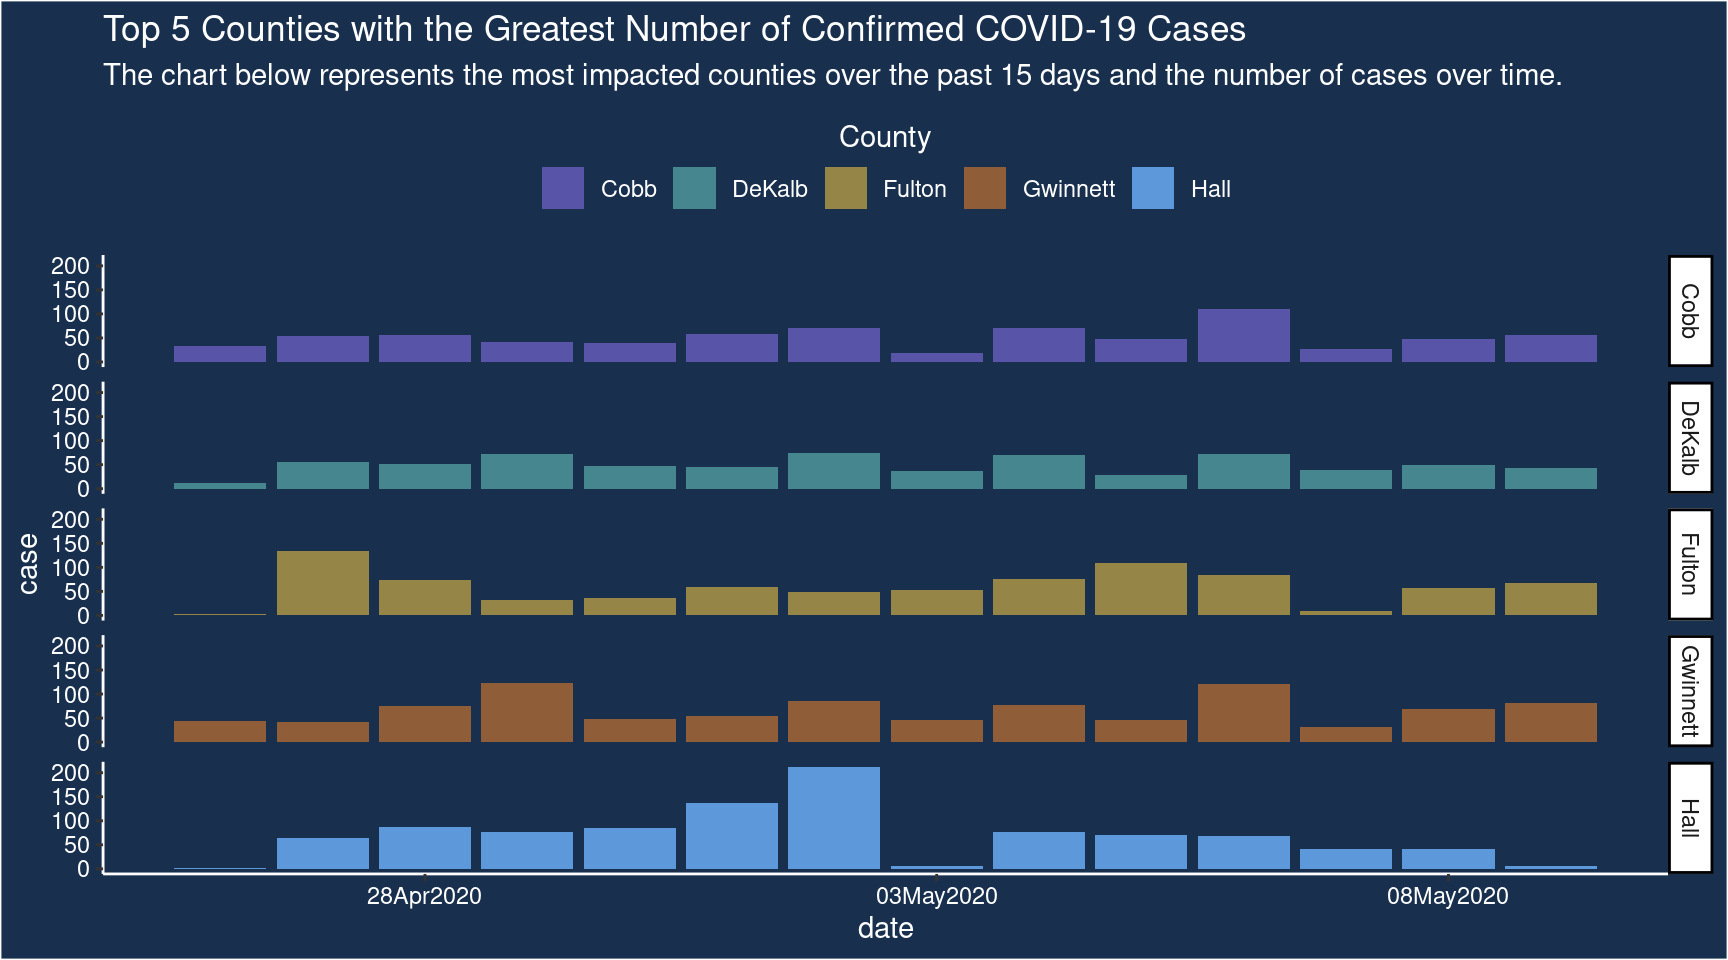 Top 5 Counties with the Greatest Number of Confirmed COVID-19 Cases
The chart below represents the most impacted counties over the past 15 days and the number of cases over time.
County
Cobb DeKalb Fulton Gwinnett Hall
200
150
100
50
0
Cobb
200
150
100
50
0
DeKalb
case
200
150
100
50
0
Fulton
200
150
100
50
0
Gwinnett
200
150
100
50
0
Hall
28Apr2020 03May2020 08May2020
date